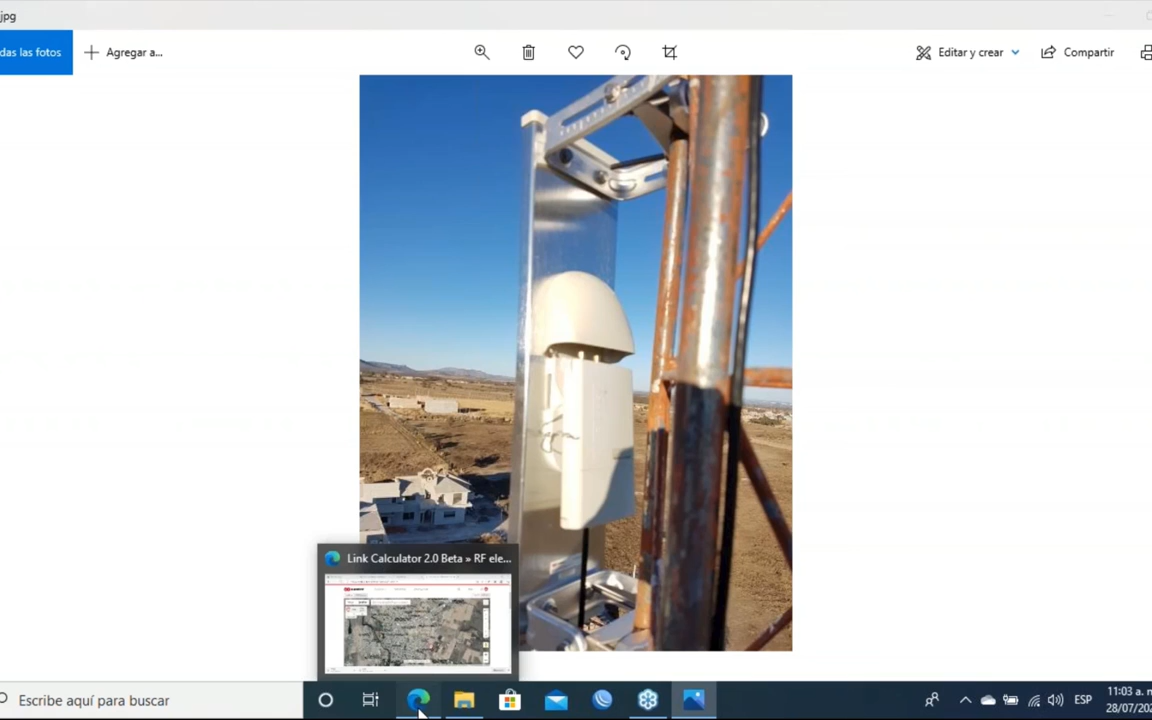 jpg
das las fotos
Agregar a...
Editar y crear
Compartir
Link Calculator 2.0 Beta » RF ele...
Escribe aquí para buscar
ESP
11:03 a. n
28/07/202